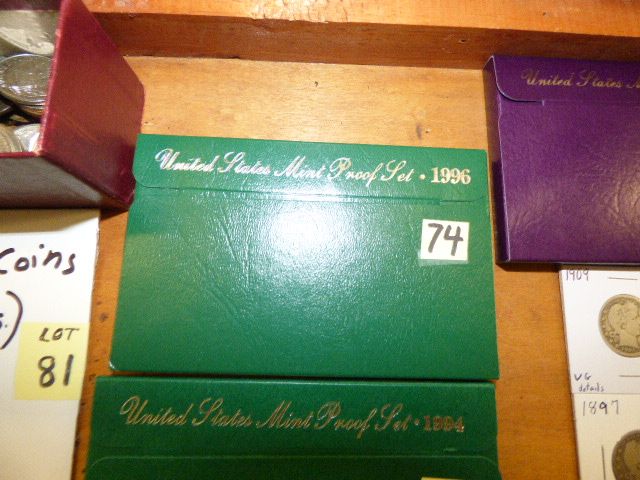 United States Mint Proof Set • 1996
74
United States M
Coins
.)
LOT
81
1909
VG
details
1897
United States Mint Proof Set • 1994